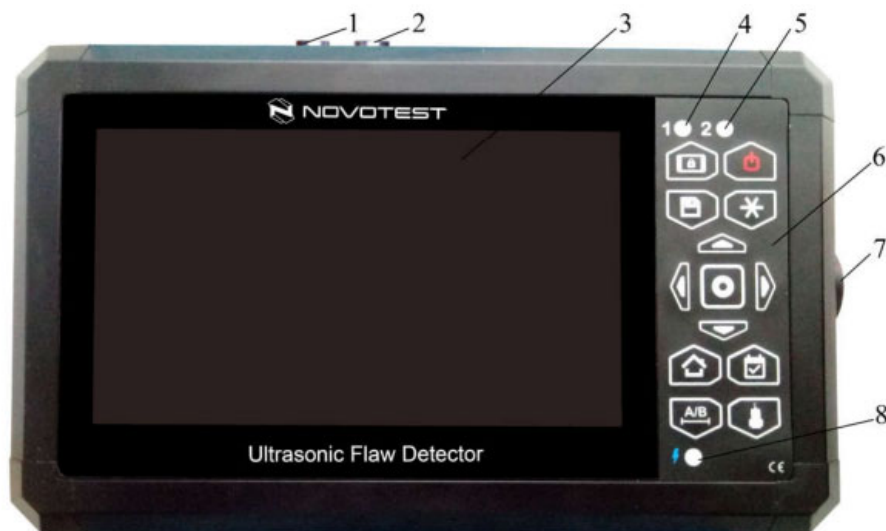 1 2 3 4 5
NOVOTEST
1 2
6
7
A/B
8
Ultrasonic Flaw Detector
CE